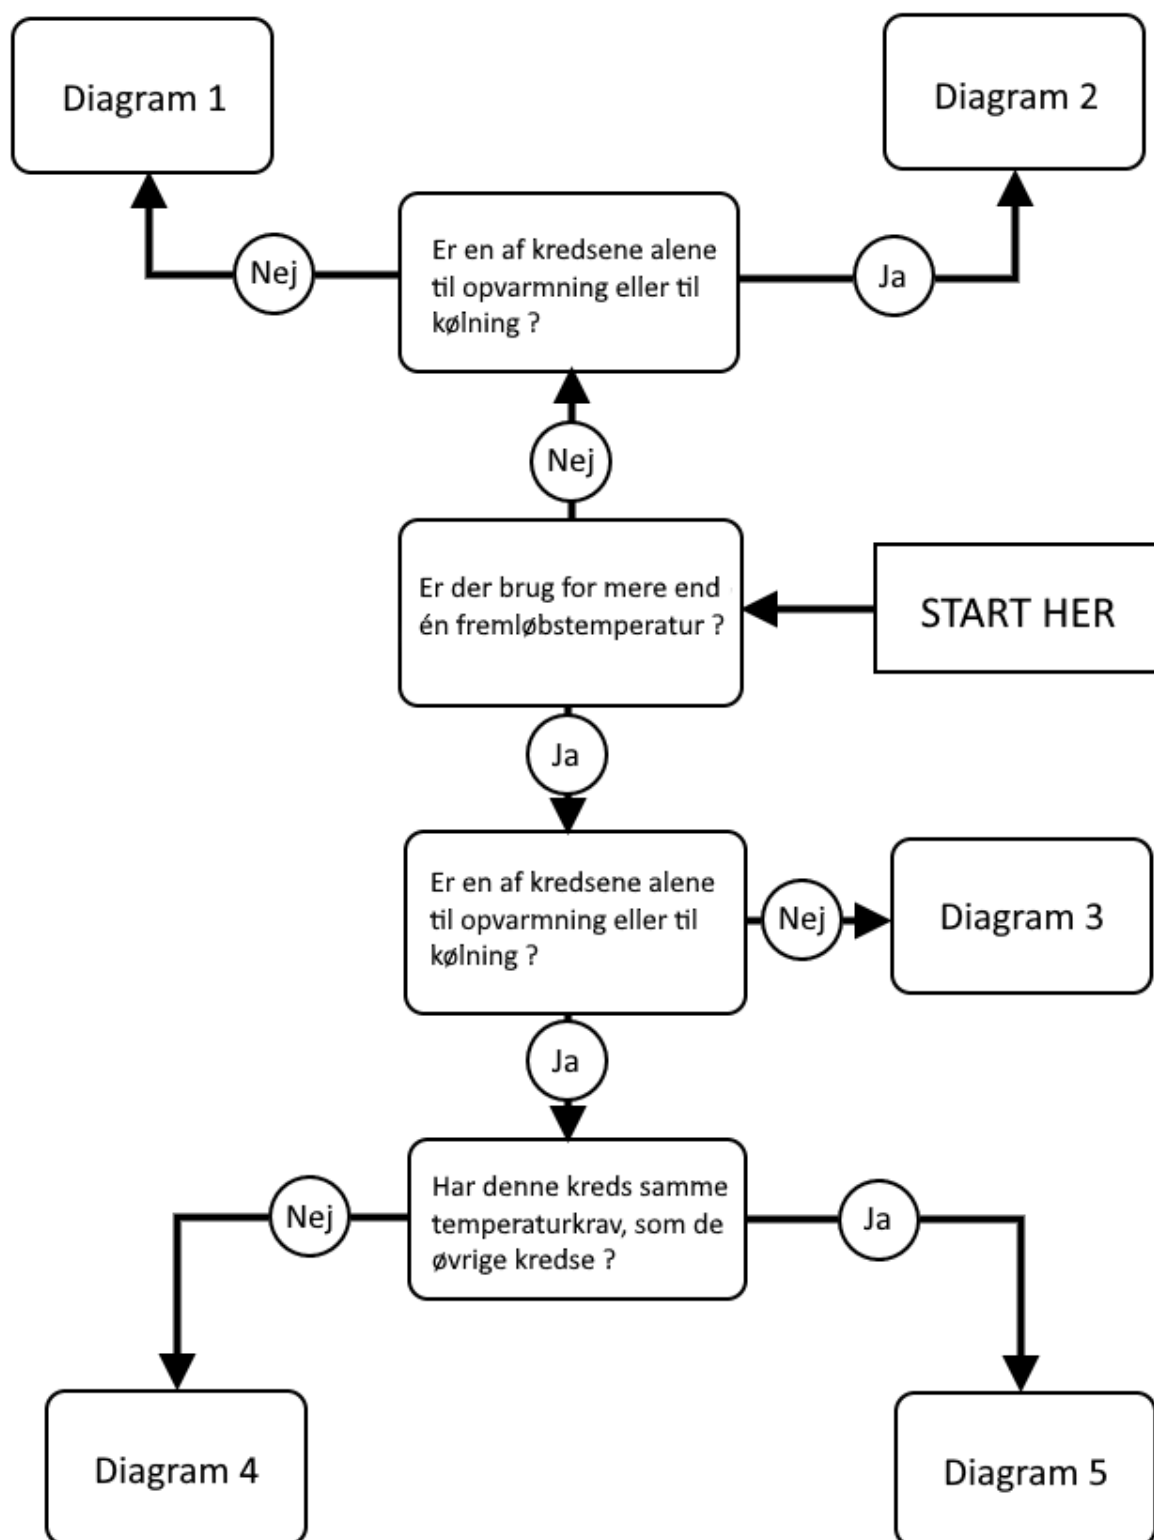 Diagram 1
Diagram 2
Er en af kredsene alene
til opvarmning eller til
kølning ?
Nej
Ja
Nej
Er der brug for mere end
én fremløbstemperatur ?
START HER
Ja
Er en af kredsene alene
til opvarmning eller til
kølning ?
Nej
Diagram 3
Ja
Har denne kreds samme
temperaturkrav, som de
øvrige kredse ?
Nej
Ja
Diagram 4
Diagram 5